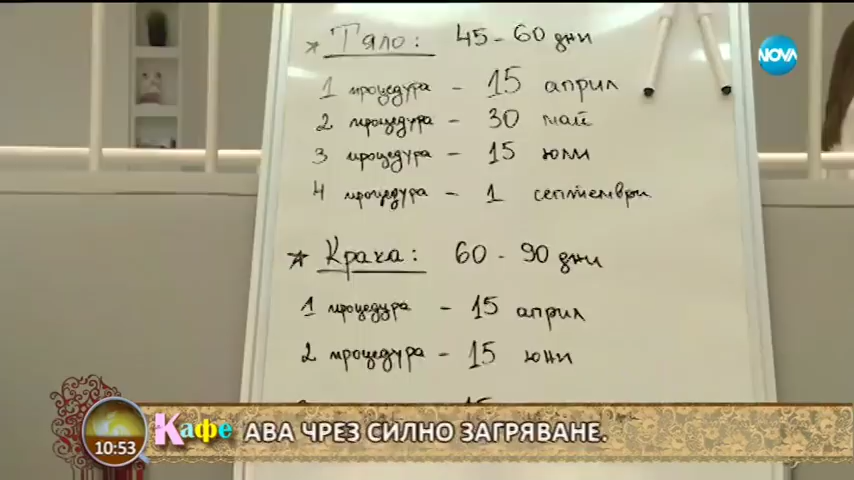 * Тяло: 45 - 60 дни
1 процедура - 15 април
2 процедура - 30 май
3 процедура - 15 юли
4 процедура - 1 септември
* Крака: 60 - 90 дни
1 процедура - 15 април
2 процедура - 15 юни
15
NOVA
10:53
Кафе
АВА ЧРЕЗ СИЛНО ЗАГРЯВАНЕ.